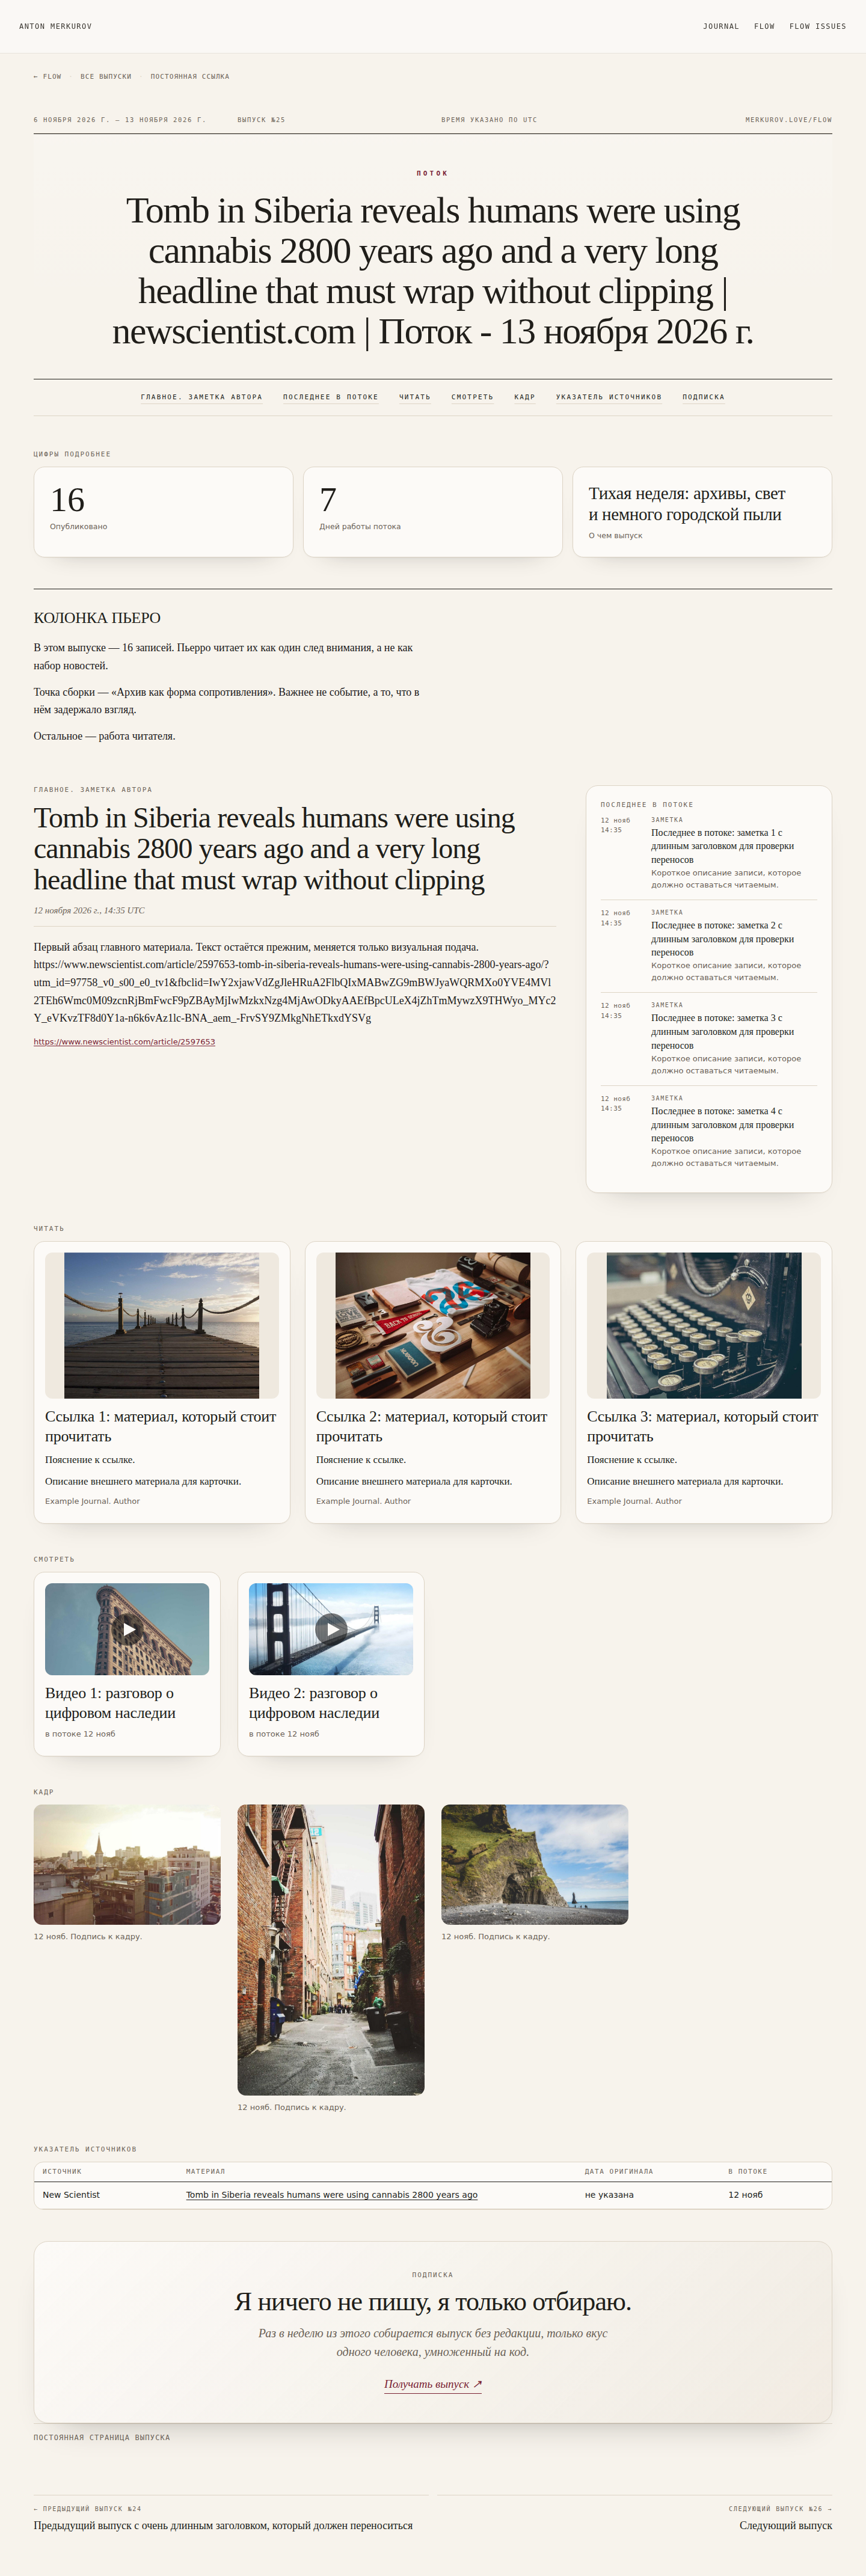 ANTON MERKUROV
JOURNAL FLOW FLOW ISSUES
← FLOW ВСЕ ВЫПУСКИ ПОСТОЯННАЯ ССЫЛКА
6 НОЯБРЯ 2026 Г. — 13 НОЯБРЯ 2026 Г. ВЫПУСК №25 ВРЕМЯ УКАЗАНО ПО UTC MERKUROV.LOVE/FLOW
ПОТОК
Tomb in Siberia reveals humans were using
cannabis 2800 years ago and a very long
headline that must wrap without clipping |
newscientist.com | Поток - 13 ноября 2026 г.
ГЛАВНОЕ. ЗАМЕТКА АВТОРА ПОСЛЕДНЕЕ В ПОТОКЕ ЧИТАТЬ СМОТРЕТЬ КАДР УКАЗАТЕЛЬ ИСТОЧНИКОВ ПОДПИСКА
ЦИФРЫ ПОДРОБНЕЕ
16
Опубликовано
7
Дней работы потока
Тихая неделя: архивы, свет
и немного городской пыли
О чем выпуск
КОЛОНКА ПЬЕРО
В этом выпуске — 16 записей. Пьерро читает их как один след внимания, а не как
набор новостей.
Точка сборки — «Архив как форма сопротивления». Важнее не событие, а то, что в
нём задержало взгляд.
Остальное — работа читателя.
ГЛАВНОЕ. ЗАМЕТКА АВТОРА
Tomb in Siberia reveals humans were using
cannabis 2800 years ago and a very long
headline that must wrap without clipping
12 ноября 2026 г., 14:35 UTC
Первый абзац главного материала. Текст остаётся прежним, меняется только визуальная подача.
https://www.newscientist.com/article/2597653-tomb-in-siberia-reveals-humans-were-using-cannabis-2800-years-ago/?
utm_id=97758_v0_s00_e0_tv1&fbclid=IwY2xjawVdZgJleHRuA2FlbQIxMABwZG9mBWJyaWQRMXo0YVE4MVl
2TEh6Wmc0M09zcnRjBmFwcF9pZBAyMjIwMzkxNzg4MjAwODkyAAEfBpcULeX4jZhTmMywzX9THWyo_MYc2
Y_eVKvzTF8d0Y1a-n6k6vAz1lc-BNA_aem_-FrvSY9ZMkgNhETkxdYSVg
https://www.newscientist.com/article/2597653
ПОСЛЕДНЕЕ В ПОТОКЕ
12 нояб
14:35
ЗАМЕТКА
Последнее в потоке: заметка 1 с
длинным заголовком для проверки
переносов
Короткое описание записи, которое
должно оставаться читаемым.
12 нояб
14:35
ЗАМЕТКА
Последнее в потоке: заметка 2 с
длинным заголовком для проверки
переносов
Короткое описание записи, которое
должно оставаться читаемым.
12 нояб
14:35
ЗАМЕТКА
Последнее в потоке: заметка 3 с
длинным заголовком для проверки
переносов
Короткое описание записи, которое
должно оставаться читаемым.
12 нояб
14:35
ЗАМЕТКА
Последнее в потоке: заметка 4 с
длинным заголовком для проверки
переносов
Короткое описание записи, которое
должно оставаться читаемым.
ЧИТАТЬ
Ссылка 1: материал, который стоит
прочитать
Пояснение к ссылке.
Описание внешнего материала для карточки.
Example Journal. Author
Ссылка 2: материал, который стоит
прочитать
Пояснение к ссылке.
Описание внешнего материала для карточки.
Example Journal. Author
Ссылка 3: материал, который стоит
прочитать
Пояснение к ссылке.
Описание внешнего материала для карточки.
Example Journal. Author
СМОТРЕТЬ
Видео 1: разговор о
цифровом наследии
в потоке 12 нояб
Видео 2: разговор о
цифровом наследии
в потоке 12 нояб
КАДР
12 нояб. Подпись к кадру.
12 нояб. Подпись к кадру.
12 нояб. Подпись к кадру.
УКАЗАТЕЛЬ ИСТОЧНИКОВ
ИСТОЧНИК МАТЕРИАЛ ДАТА ОРИГИНАЛА В ПОТОКЕ
New Scientist Tomb in Siberia reveals humans were using cannabis 2800 years ago не указана 12 нояб
ПОДПИСКА
Я ничего не пишу, я только отбираю.
Раз в неделю из этого собирается выпуск без редакции, только вкус
одного человека, умноженный на код.
Получать выпуск ↗
ПОСТОЯННАЯ СТРАНИЦА ВЫПУСКА
← ПРЕДЫДУЩИЙ ВЫПУСК №24
Предыдущий выпуск с очень длинным заголовком, который должен переноситься
СЛЕДУЮЩИЙ ВЫПУСК №26 →
Следующий выпуск